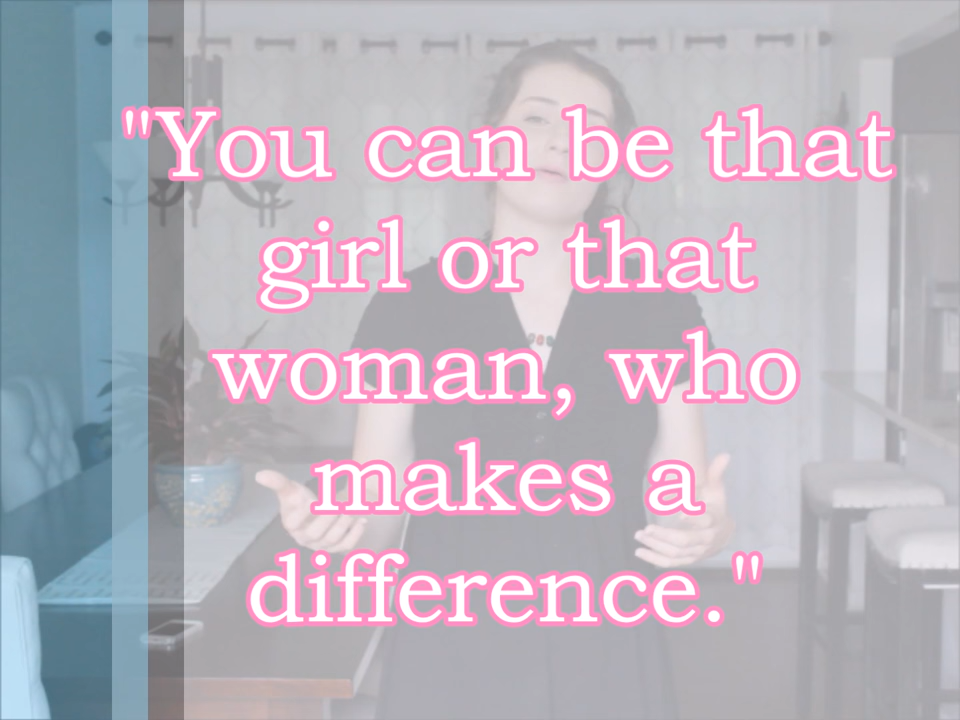 "You can be that
girl or that
woman, who
makes a
difference."